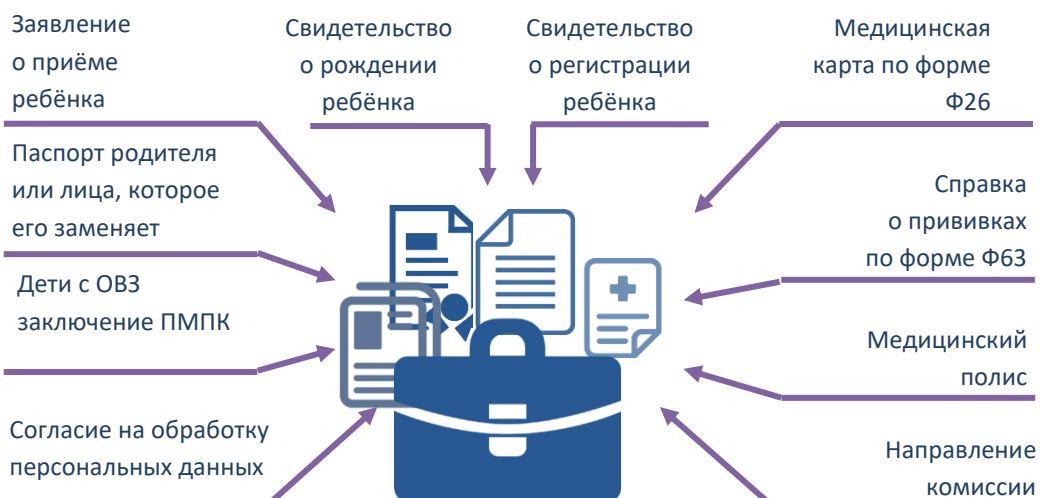 Заявление
о приёме
ребёнка
Свидетельство
о рождении
ребёнка
Свидетельство
о регистрации
ребёнка
Медицинская
карта по форме
Ф26
Паспорт родителя
или лица, которое
его заменяет
Справка
о прививках
по форме Ф63
Дети с ОВЗ
заключение ПМПК
Медицинский
полис
Согласие на обработку
персональных данных
Направление
комиссии